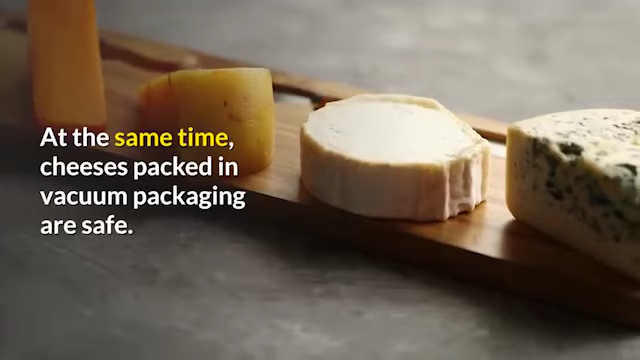 At the same time,
cheeses packed in
vacuum packaging
are safe.